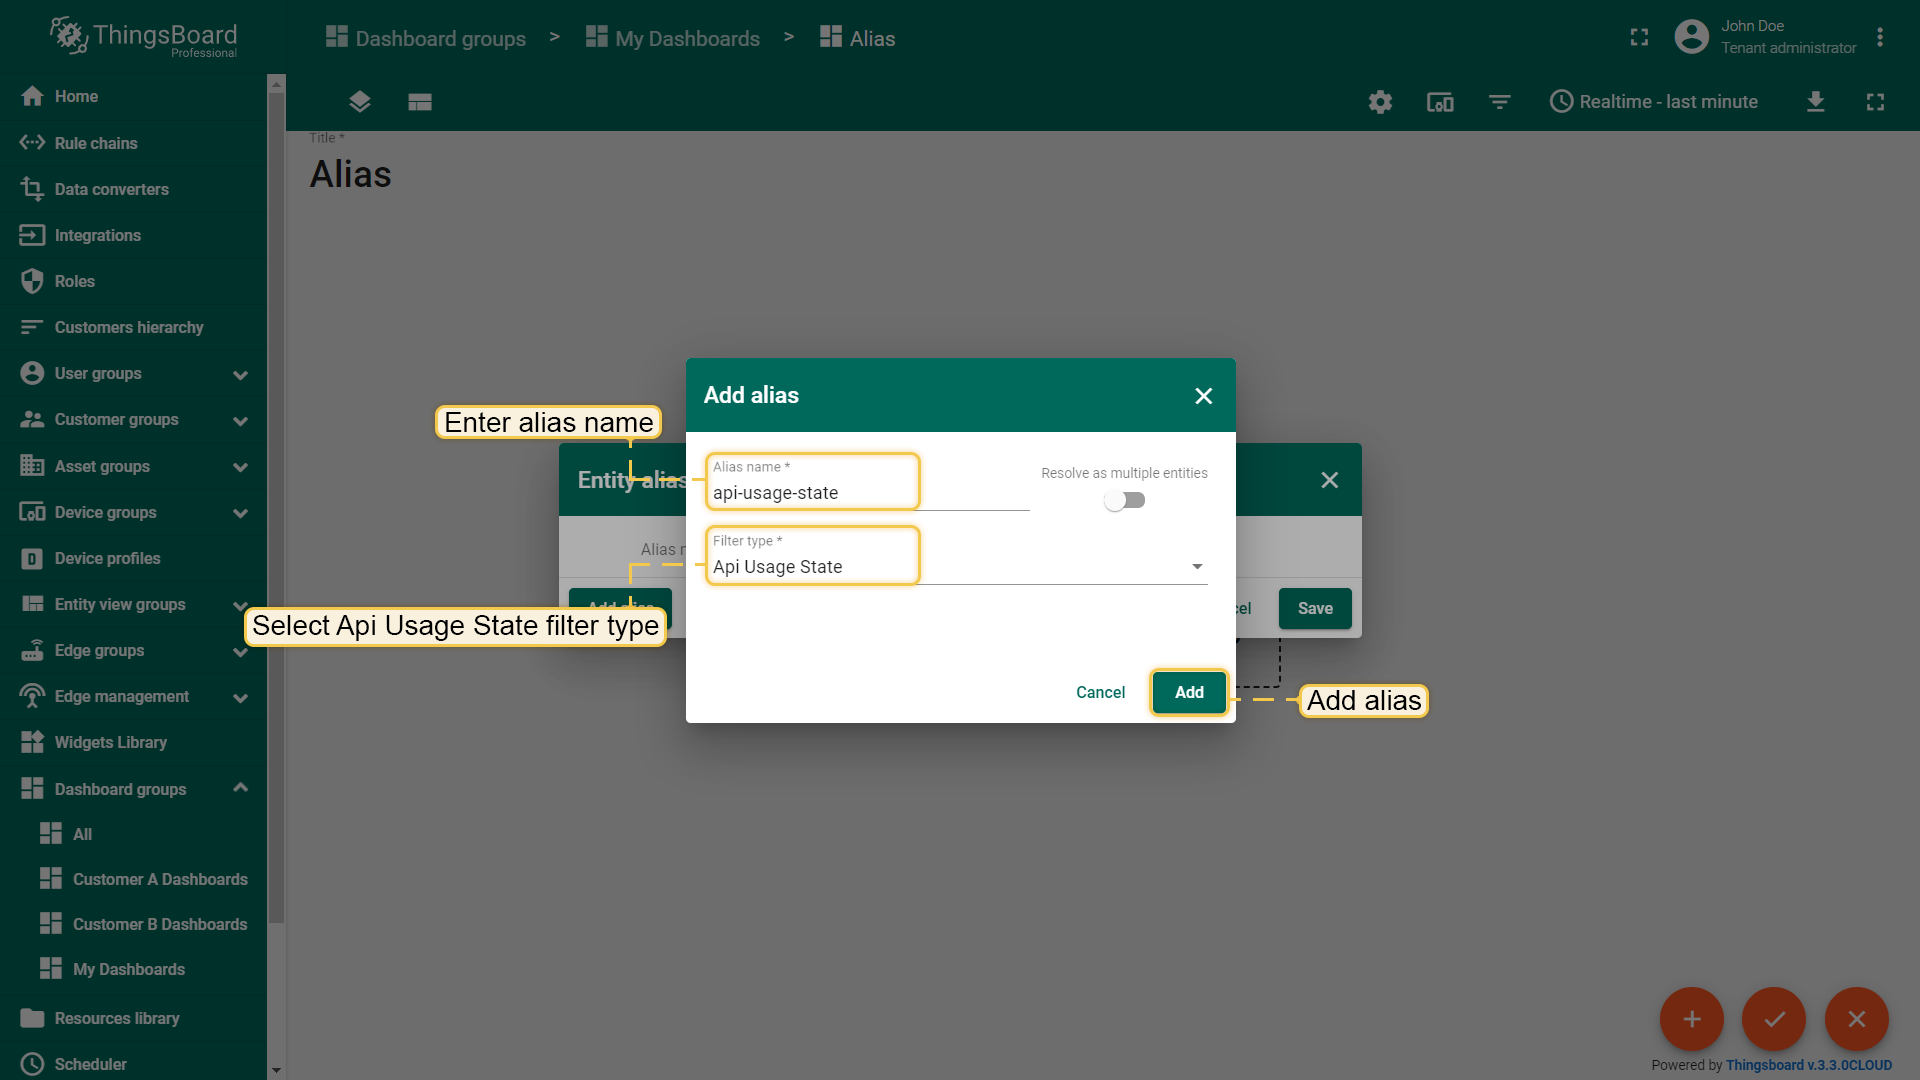 ThingsBoard
Professional
Dashboard groups > My Dashboards > Alias
John Doe
Tenant administrator
Realtime - last minute
Home
Rule chains
Data converters
Integrations
Roles
Customers hierarchy
User groups
Customer groups
Asset groups
Device groups
Device profiles
Entity view groups
Edge groups
Edge management
Widgets Library
Dashboard groups
All
Customer A Dashboards
Customer B Dashboards
My Dashboards
Resources library
Scheduler
Title *
Alias
Add alias
Enter alias name
Entity alias
Alias name *
api-usage-state
Resolve as multiple entities
Filter type *
Api Usage State
Alias n
Add alias
cel
Save
Select Api Usage State filter type
Cancel
Add
Add alias
Powered by Thingsboard v.3.3.0CLOUD